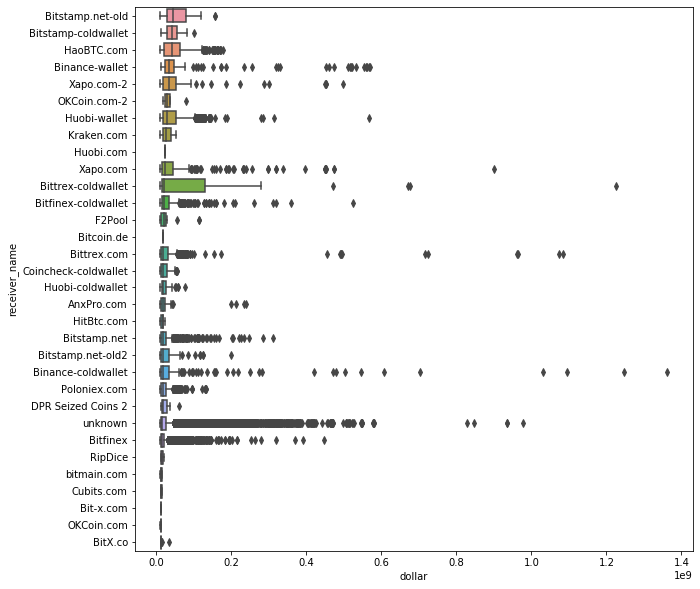 Bitstamp.net-old
Bitstamp-coldwallet
HaoBTC.com
Binance-wallet
Xapo.com-2
OKCoin.com-2
Huobi-wallet
Kraken.com
Huobi.com
Xapo.com
Bittrex-coldwallet
Bitfinex-coldwallet
F2Pool
Bitcoin.de
Bittrex.com
Coincheck-coldwallet
Huobi-coldwallet
AnxPro.com
HitBtc.com
Bitstamp.net
Bitstamp.net-old2
Binance-coldwallet
Poloniex.com
DPR Seized Coins 2
unknown
Bitfinex
RipDice
bitmain.com
Cubits.com
Bit-x.com
OKCoin.com
BitX.co
receiver_name
0.0 0.2 0.4 0.6 0.8 1.0 1.2 1.4
dollar
1e9